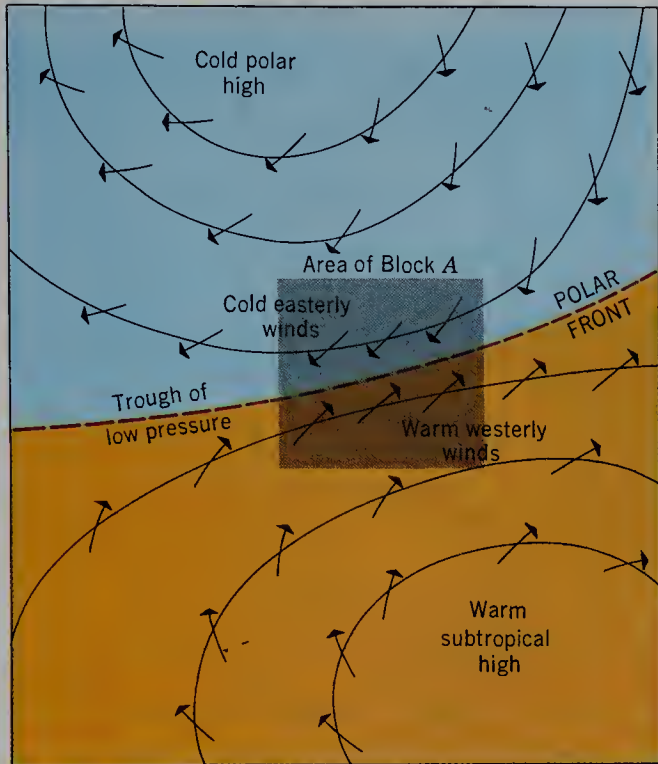 Cold polar
high
Area of Block A
Cold easterly
winds
POLAR
FRONT
Trough of
low pressure
Warm westerly
winds
Warm
subtropical
high